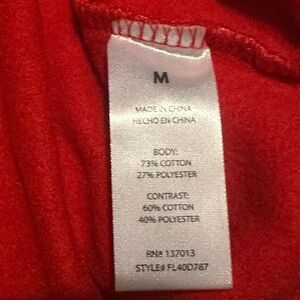 M
MADE IN CHINA
HECHO EN CHINA
BODY:
73% COTTON
27% POLYESTER
CONTRAST:
60% COTTON
40% POLYESTER
RN# 137013
STYLE# FL40D787